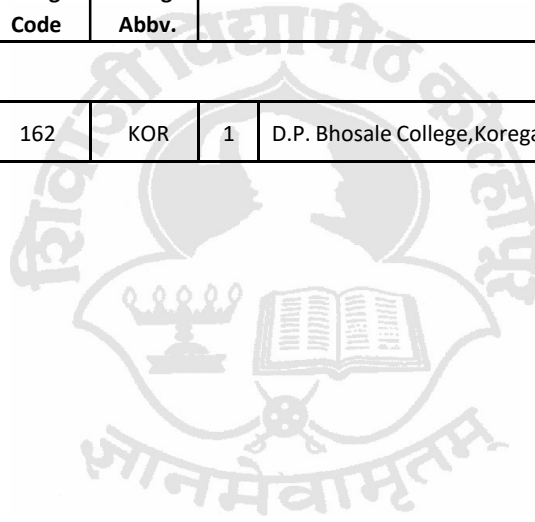 Code Abbv.
162 KOR 1 D.P. Bhosale College,Korega
शिवाजी विद्यापीठ कोल्हापूर
ज्ञानमेवामृतम्